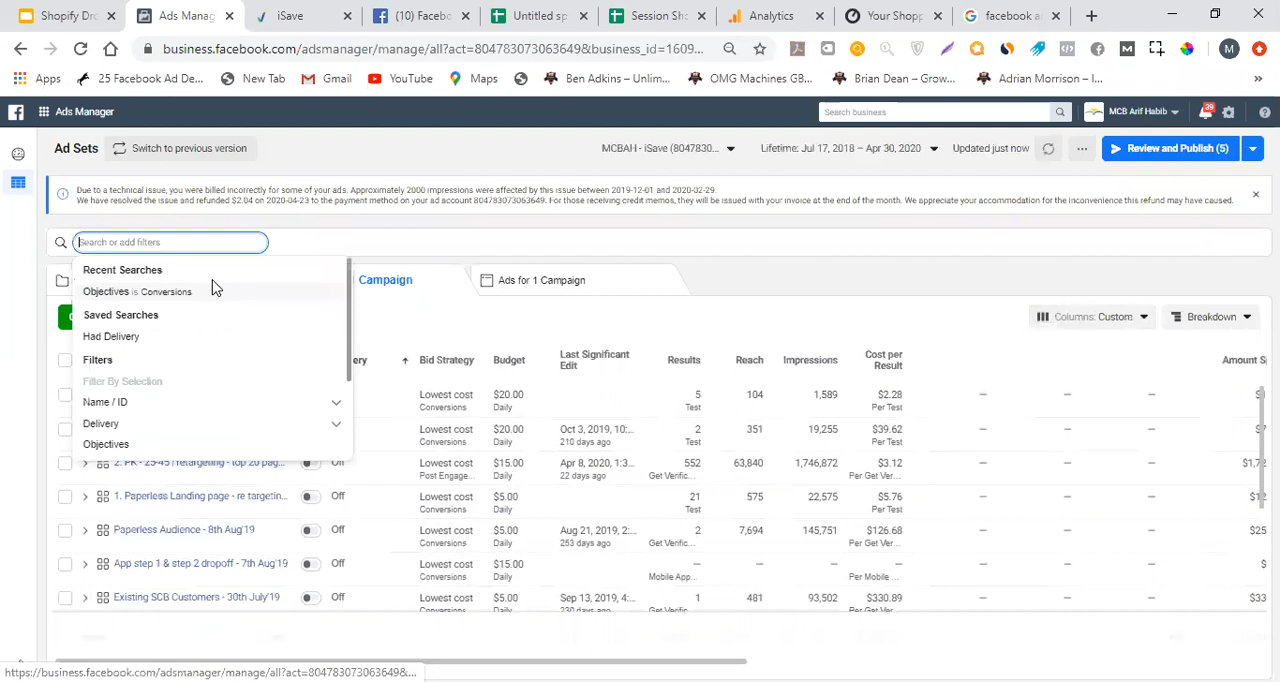 Shopify Dro
Ads Manag
iSave
(10) Facebo
Untitled sp
Session Sho
Analytics
Your Shopp
facebook a
business.facebook.com/adsmanager/manage/all?act=804783073063649&business_id=1609...
Apps
25 Facebook Ad De...
New Tab
Gmail
YouTube
Maps
Ben Adkins – Unlim...
OMG Machines GB...
Brian Dean – Grow...
Adrian Morrison – I...
»
M
Ads Manager
Search business
MCB Arif Habib
39
Ad Sets
Switch to previous version
MCBAH - iSave (8047830...
Lifetime: Jul 17, 2018 – Apr 30, 2020
Updated just now
Review and Publish (5)
Due to a technical issue, you were billed incorrectly for some of your ads. Approximately 2000 impressions were affected by this issue between 2019-12-01 and 2020-02-29.
We have resolved the issue and refunded $2.04 on 2020-04-23 to the payment method on your ad account 804783073063649. For those receiving credit memos, they will be issued with your invoice at the end of the month. We appreciate your accommodation for the inconvenience this refund may have caused.
Search or add filters
Recent Searches
Objectives is Conversions
Saved Searches
Had Delivery
Filters
Filter By Selection
Name / ID
Delivery
Objectives
Campaign
Ads for 1 Campaign
Columns: Custom
Breakdown
Bid Strategy
Budget
Last Significant
Edit
Results
Reach
Impressions
Cost per
Result
Amount S
Lowest cost
Conversions
$20.00
Daily
5
Test
104
1,589
$2.28
Per Test
Lowest cost
Conversions
$20.00
Daily
Oct 3, 2019, 10:...
210 days ago
2
Test
351
19,255
$39.62
Per Test
2. PK - 25-45 | retargeting - top 20 pag...
Off
Lowest cost
Post Engage...
$15.00
Daily
Apr 8, 2020, 1:3...
22 days ago
552
Get Verific...
63,840
1,746,872
$3.12
Per Get Ver...
$1,7
1. Paperless Landing page - re targetin...
Off
Lowest cost
Conversions
$5.00
Daily
21
Test
575
22,575
$5.76
Per Test
Paperless Audience - 8th Aug'19
Off
Lowest cost
Conversions
$5.00
Daily
Aug 21, 2019, 2:...
253 days ago
2
Get Verific...
7,694
145,751
$126.68
Per Get Ver...
$25
App step 1 & step 2 dropoff - 7th Aug'19
Off
Lowest cost
Conversions
$15.00
Daily
—
Mobile App...
—
—
—
Per Mobile ...
Existing SCB Customers - 30th July'19
Off
Lowest cost
Conversions
$5.00
Daily
Sep 13, 2019, 4:...
230 days ago
1
Get Verific...
481
93,502
$330.89
Per Get Ver...
$33
https://business.facebook.com/adsmanager/manage/all?act=804783073063649&...